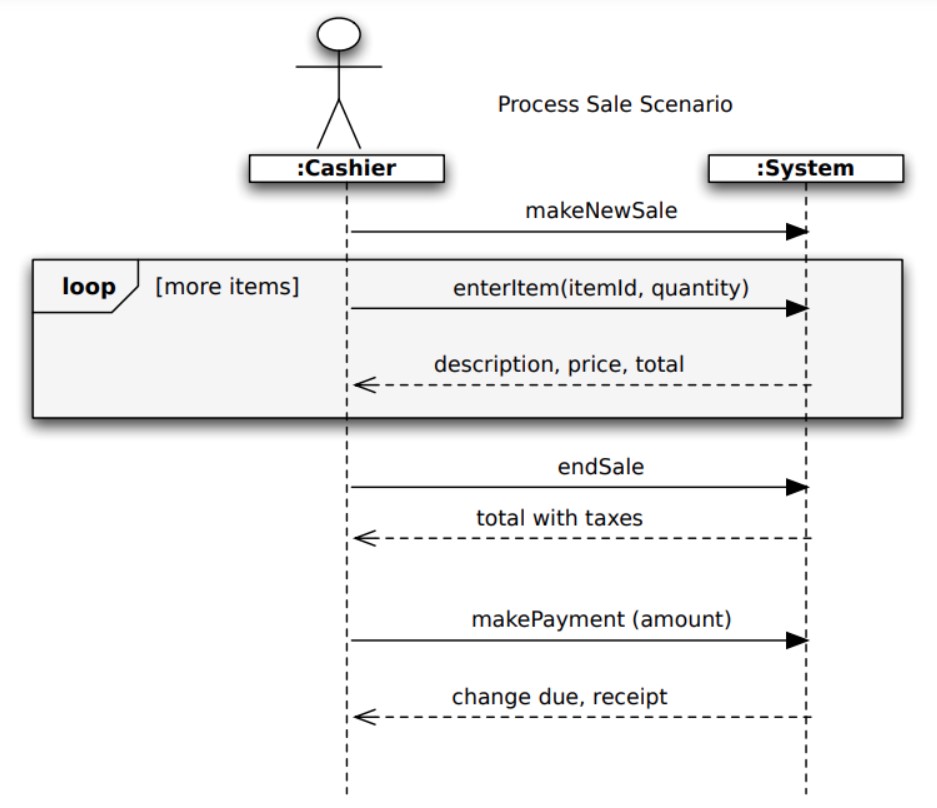 Process Sale Scenario
:Cashier
:System
makeNewSale
loop
[more items]
enterItem(itemId, quantity)
description, price, total
endSale
total with taxes
makePayment (amount)
change due, receipt